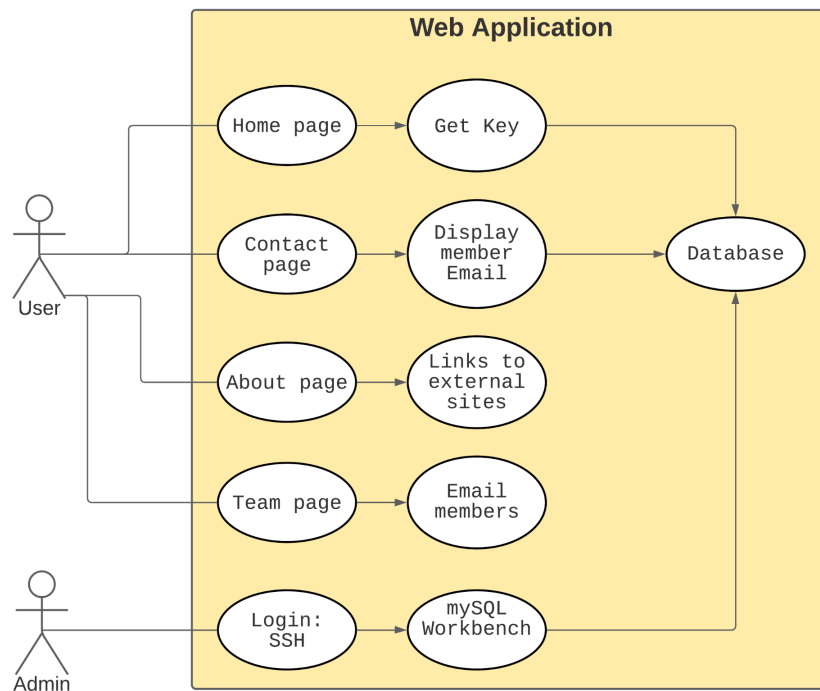 Web Application
Home page
Get Key
Contact
page
Display
member
Email
Database
User
About page
Links to
external
sites
Team page
Email
members
Login:
SSH
mySQL
Workbench
Admin